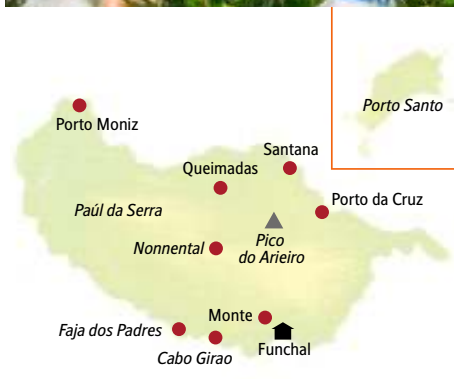 Porto Santo
Porto Moniz
Santana
Queimadas
Porto da Cruz
Paúl da Serra
Pico
do Arieiro
Nonnental
Monte
Faja dos Padres
Funchal
Cabo Girao